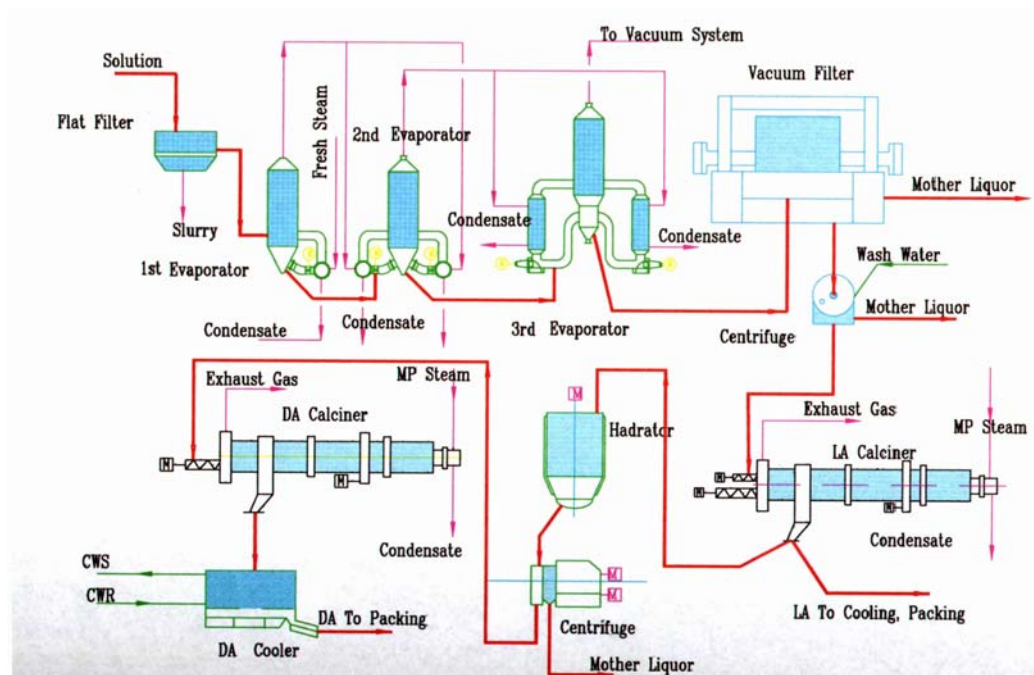 To Vacuum System
Solution
Vacuum Filter
Flat Filter
Fresh Steam
2nd Evaporator
Mother Liquor
Slurry
Condensate
Condensate
1st Evaporator
Wash Water
Condensate
Condensate
3rd Evaporator
Centrifuge
Mother Liquor
Exhaust Gas
MP Steam
DA Calciner
M
Hadrator
Exhaust Gas
MP Steam
LA Calciner
M
M
M
M
M
Condensate
Condensate
CWS
CWR
M
M
DA To Packing
DA Cooler
Centrifuge
LA To Cooling, Packing
Mother Liquor